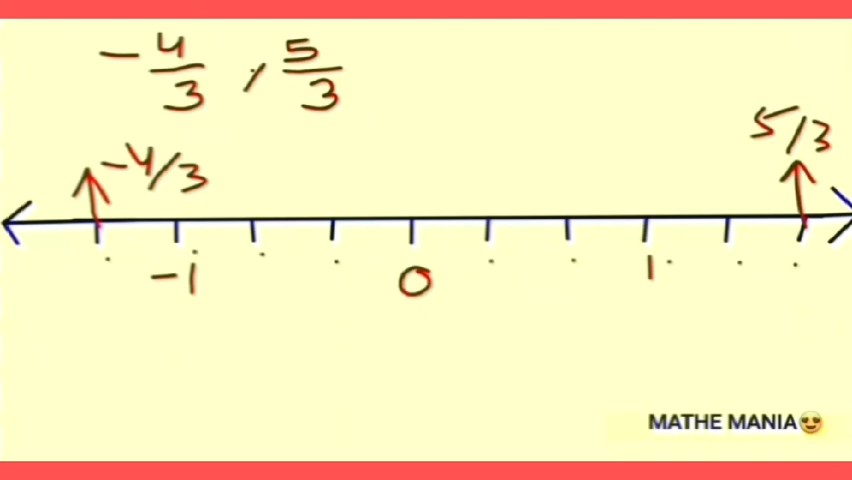 -4/3 , 5/3
-4/3 5/3
-1 0 1
MATHE MANIA😍